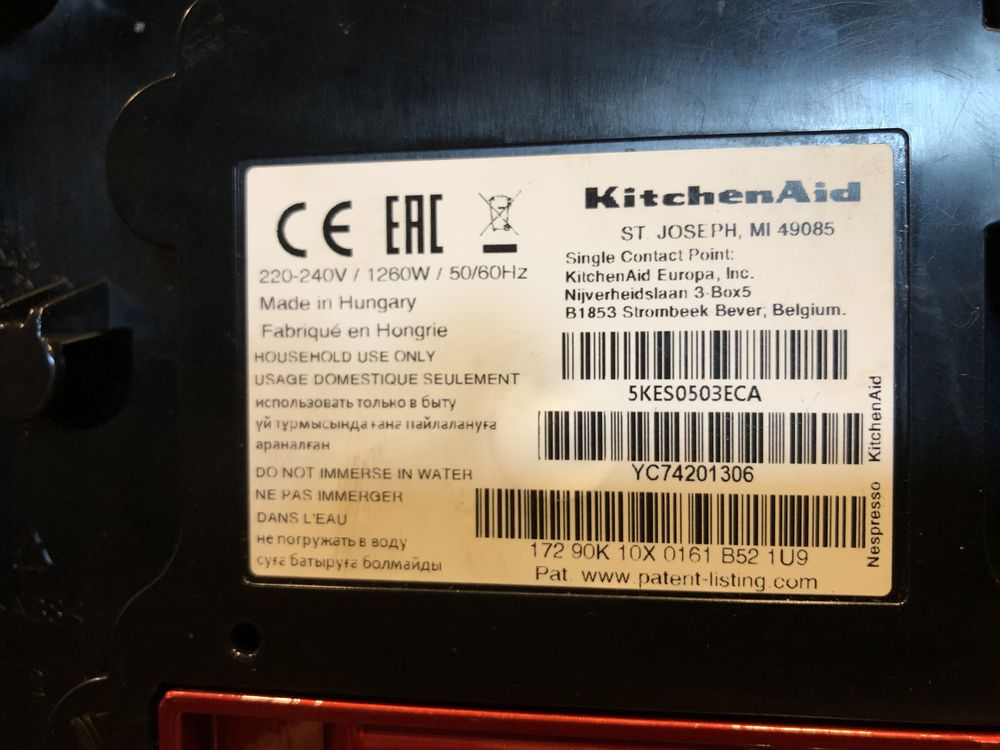 CE EAC
220-240V / 1260W / 50/60Hz
Made in Hungary
Fabriqué en Hongrie
HOUSEHOLD USE ONLY
USAGE DOMESTIQUE SEULEMENT
использовать только в быту
үй тұрмысында ғана пайдалануға
арналған
DO NOT IMMERSE IN WATER
NE PAS IMMERGER
DANS L'EAU
не погружать в воду
суға батыруға болмайды
KitchenAid
ST. JOSEPH, MI 49085
Single Contact Point:
KitchenAid Europa, Inc.
Nijverheidslaan 3-Box5
B1853 Strombeek Bever, Belgium.
5KES0503ECA
YC74201306
172 90K 10X 0161 B52 1U9
Pat. www.patent-listing.com
Nespresso KitchenAid